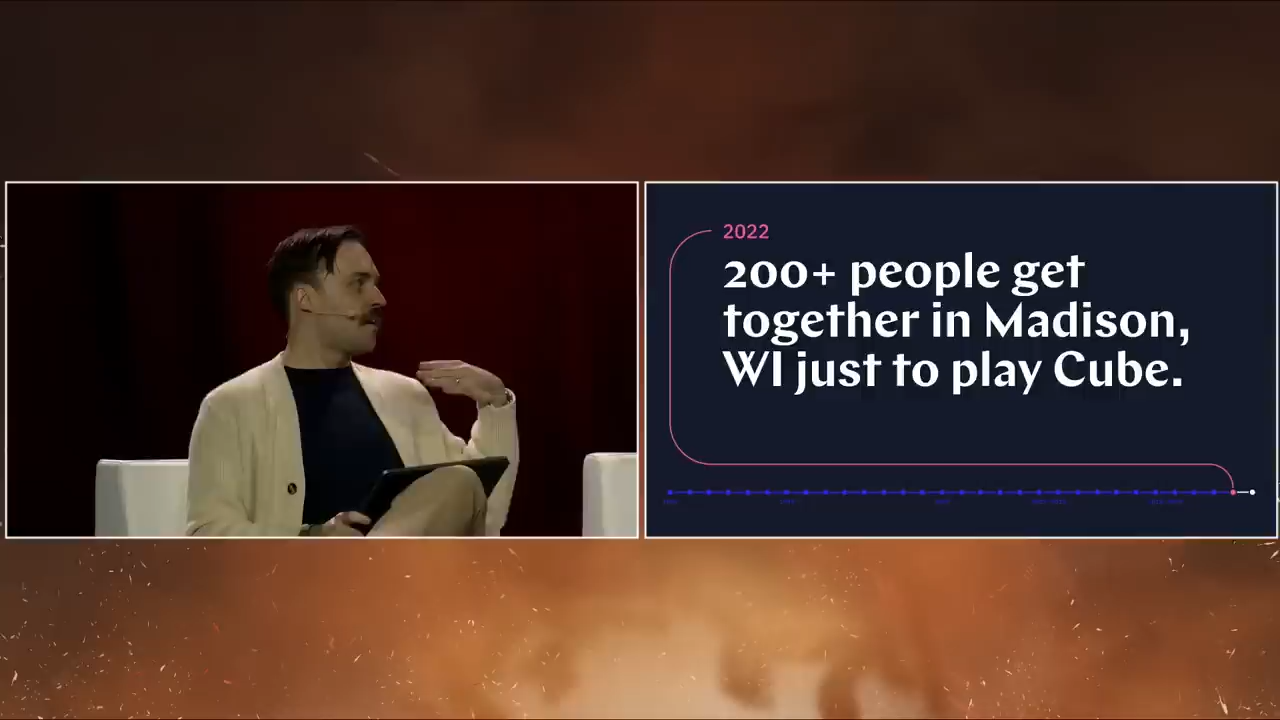 2022
200+ people get
together in Madison,
WI just to play Cube.